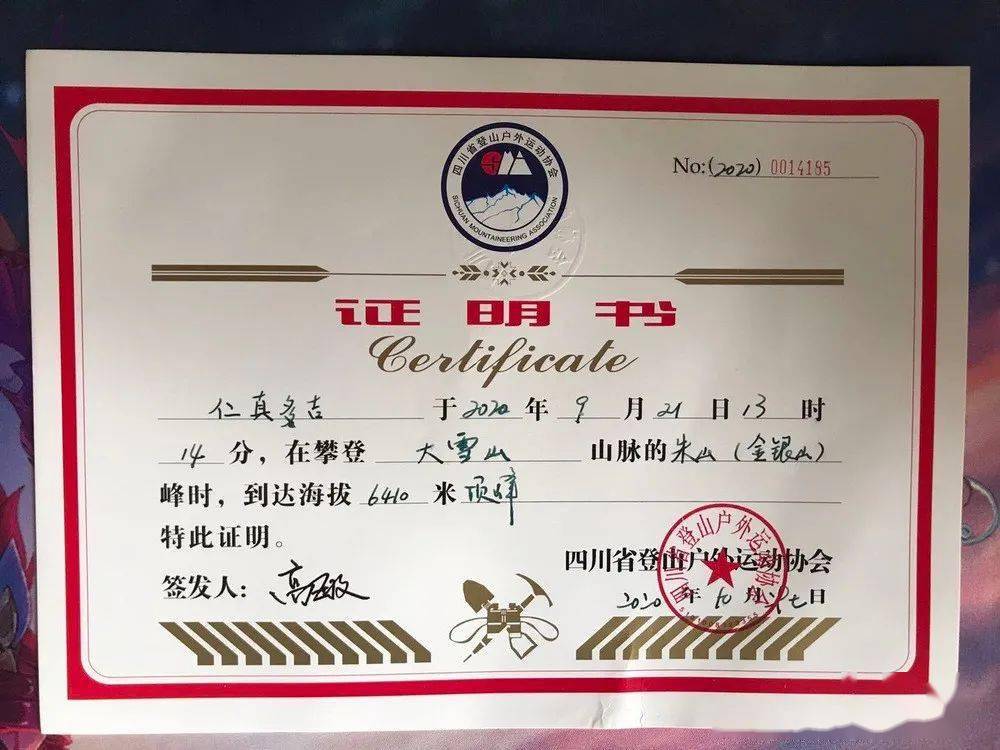 四川省登山户外运动协会
SICHUAN MOUNTAINEERING ASSOCIATION
No:(2020) 0014185
证明书
Certificate
仁真多吉 于2020年9月21日13时
14分，在攀登 大雪山 山脉的朱山（金银山）
峰时，到达海拔6410米顶峰
特此证明。
四川省登山户外运动协会
签发人：
2020年10月 日
四川省登山户外运动协会